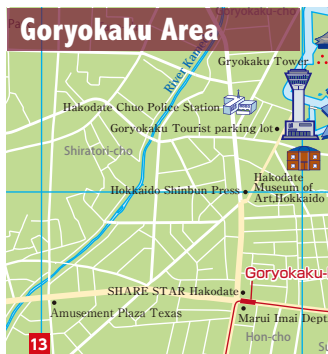 Goryokaku-cho
Goryokaku Area
Gryokaku Tower
River Kame
Hakodate Chuo Police Station
Goryokaku Tourist parking lot
Shiratori-cho
Hakodate
Museum of
Art,Hokkaido
Hokkaido Shinbun Press
Goryokaku-
SHARE STAR Hakodate
Amusement Plaza Texas
Marui Imai Dept.
13
Hon-cho